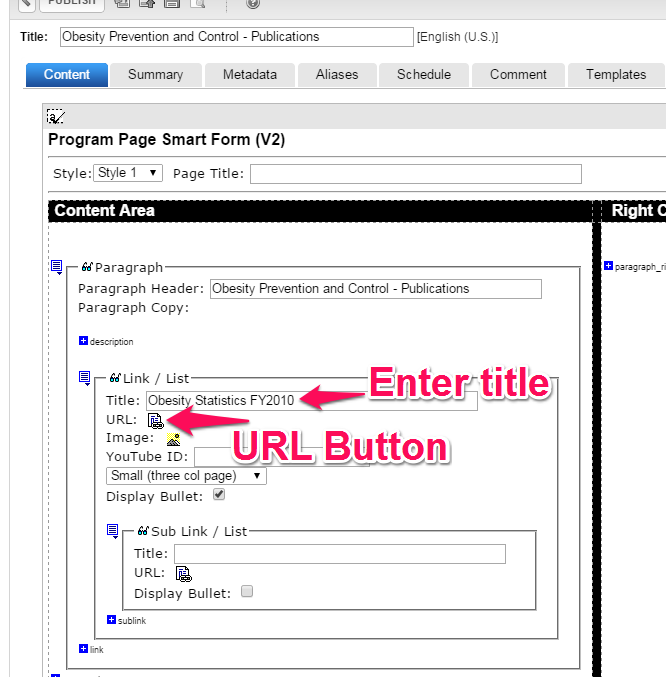 PUBLISH
Title: Obesity Prevention and Control - Publications [English (U.S.)]
Content Summary Metadata Aliases Schedule Comment Templates
Program Page Smart Form (V2)
Style: Style 1 Page Title:
Content Area Right C
Paragraph paragraph_ri
Paragraph Header: Obesity Prevention and Control - Publications
Paragraph Copy:
description
Link / List
Enter title
Title: Obesity Statistics FY2010
URL:
URL Button
Image:
YouTube ID:
Small (three col page)
Display Bullet:
Sub Link / List
Title:
URL:
Display Bullet:
sublink
link